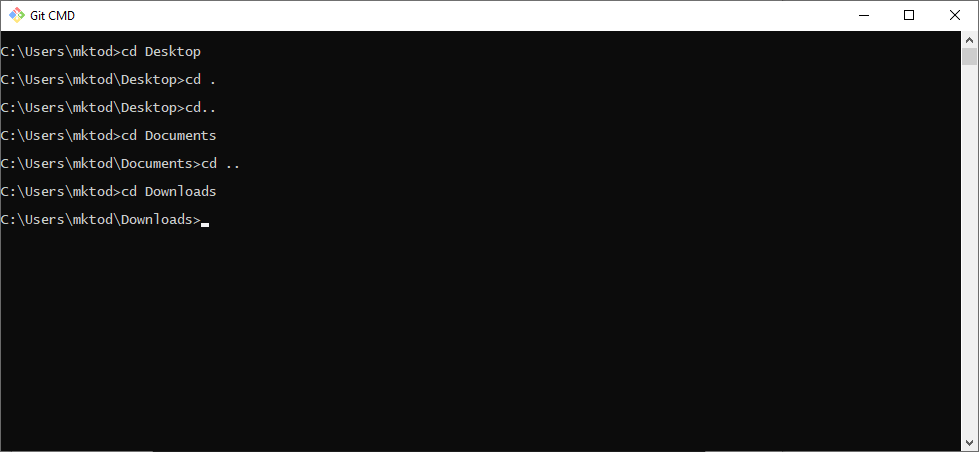 Git CMD
C:\Users\mktod>cd Desktop
C:\Users\mktod\Desktop>cd .
C:\Users\mktod\Desktop>cd..
C:\Users\mktod>cd Documents
C:\Users\mktod\Documents>cd ..
C:\Users\mktod>cd Downloads
C:\Users\mktod\Downloads>